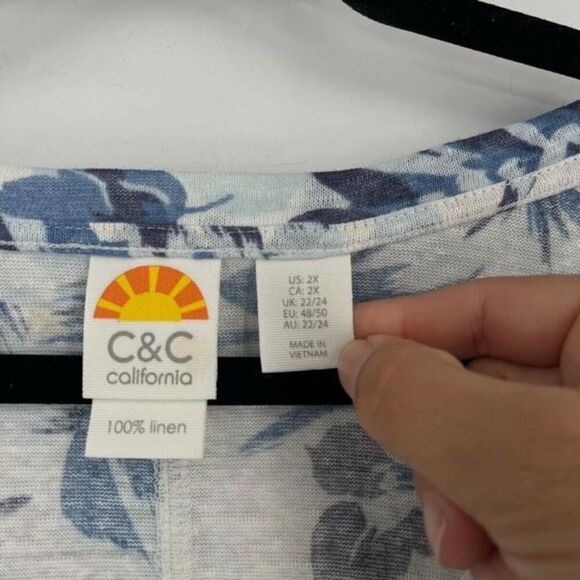 C&C
california
100% linen
US: 2X
CA: 2X
UK: 22/24
EU: 48/50
AU: 22/24
MADE IN
VIETNAM